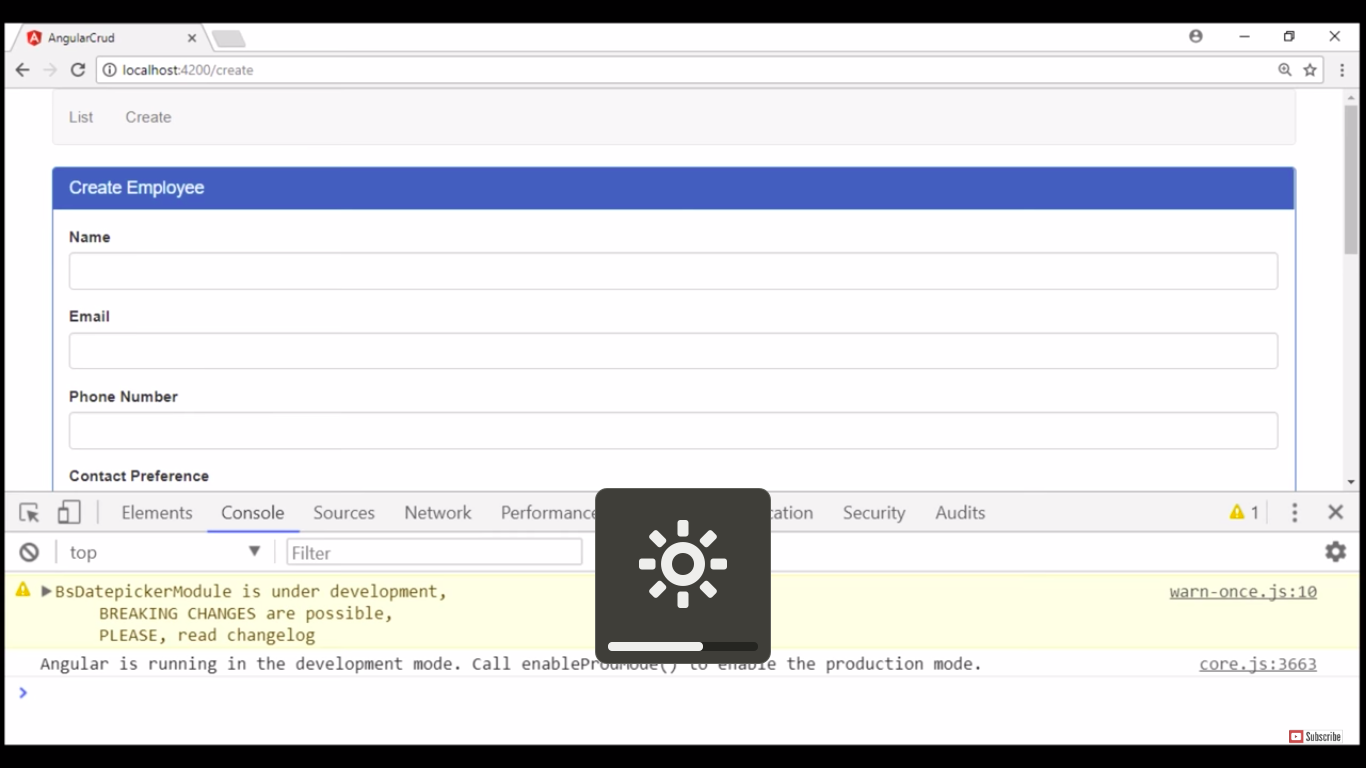 AngularCrud
localhost:4200/create
List Create
Create Employee
Name
Email
Phone Number
Contact Preference
Elements Console Sources Network Performance cation Security Audits
1
top
Filter
BsDatepickerModule is under development, warn-once.js:10
BREAKING CHANGES are possible,
PLEASE, read changelog
Angular is running in the development mode. Call enableProdMode() to enable the production mode. core.js:3663
Subscribe